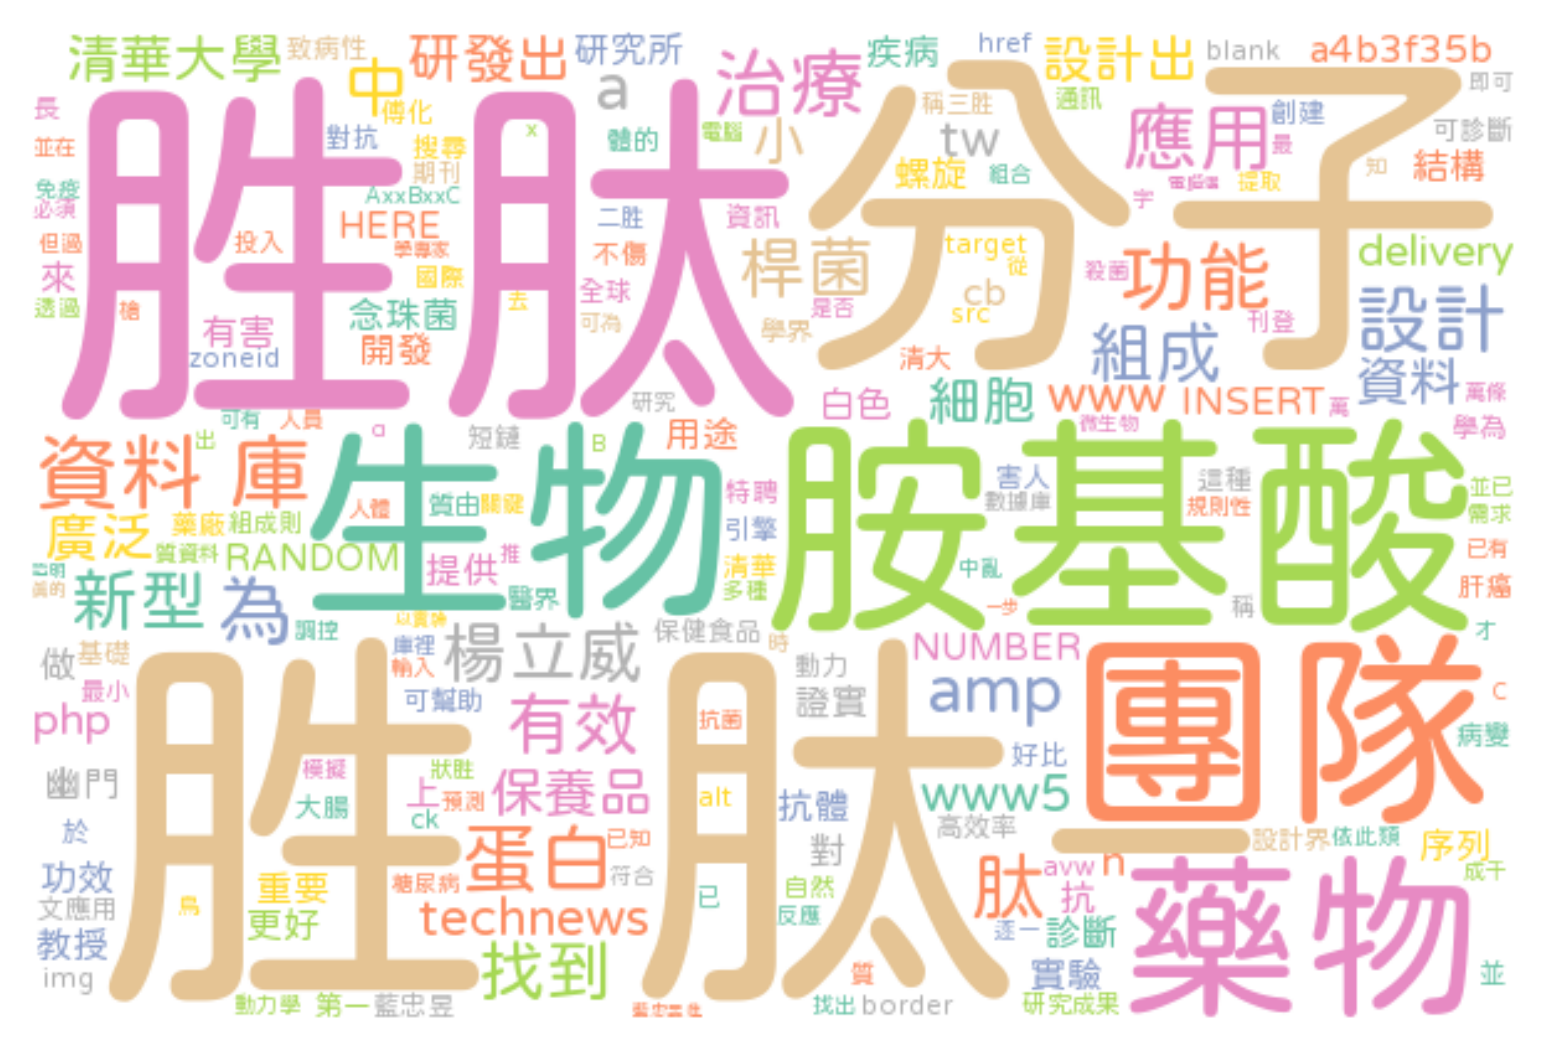 清華大學 致病性 研發出 研究所 治療 疾病 href 設計出 blank a4b3f35b
中 a 即可
長 傅化 x 電腦 小 稱三胜 通訊 應用 創建
並在 對抗 搜尋 體的 tw 最 可診斷
期刊 螺旋 組合 提取 知 結構
免疫 AxxBxxC
必須 HERE 二胜 資訊 字
但過 投入 學專家 不傷 桿菌 target 功能 delivery
來 國際 全球 cb 從 殺菌
透過 槍 有害 念珠菌 去 可為 是否 src 刊登 設計
zoneid 開發 學界 清大 組成 資料
胜肽 分子
可有 人員 研究 白色 細胞 www INSERT 萬 萬條
資料 庫 出 a 短鏈 B 用途 微生物 學為
生物 胺基酸
人體 質由 關鍵 特聘 害人 數據庫 這種 規則性 並已
廣泛 藥廠 組成則 引擎 需求
質資料 RANDOM 提供 推 清華 中亂 已有
新型 為 醫界 多種 一步 稱 肝癌
調控 保健食品 時 才
做 基礎 庫裡 楊立威 NUMBER
最小 輸入 動力 amp c
php 可幫助 有效 抗菌 證實 病變
胜肽 團隊
幽門 模擬 狀胜 好比
大腸 上 預測 保養品 alt 抗體 www5
於 ck 蛋白 已知 高效率 一 設計界 依此類 序列
功效 重要 糖尿病 符合 對 肽 avw n 成千
文應用 鳥 更好 technews 已 自然 抗 藥物
教授 反應 逐一 診斷
img 找到 質 實驗 並
動力學 第一 藍忠昱 找出 border 研究成果